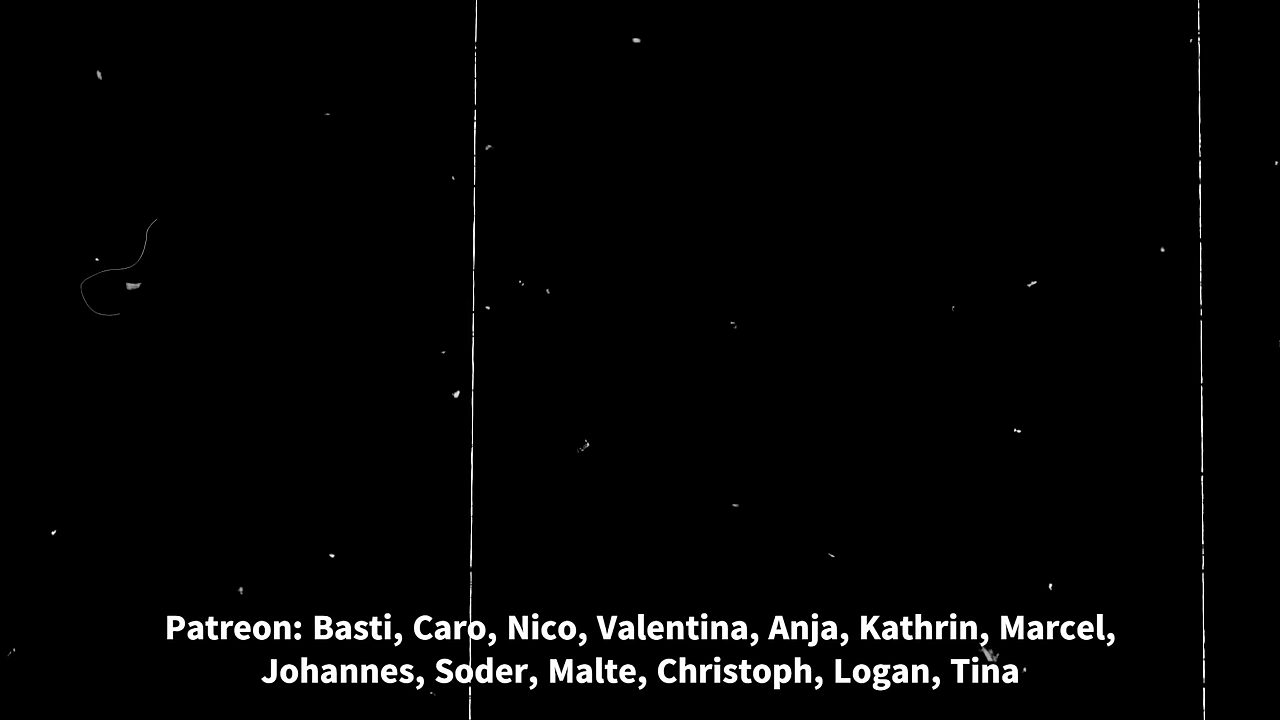 Patreon: Basti, Caro, Nico, Valentina, Anja, Kathrin, Marcel,
Johannes, Soder, Malte, Christoph, Logan, Tina